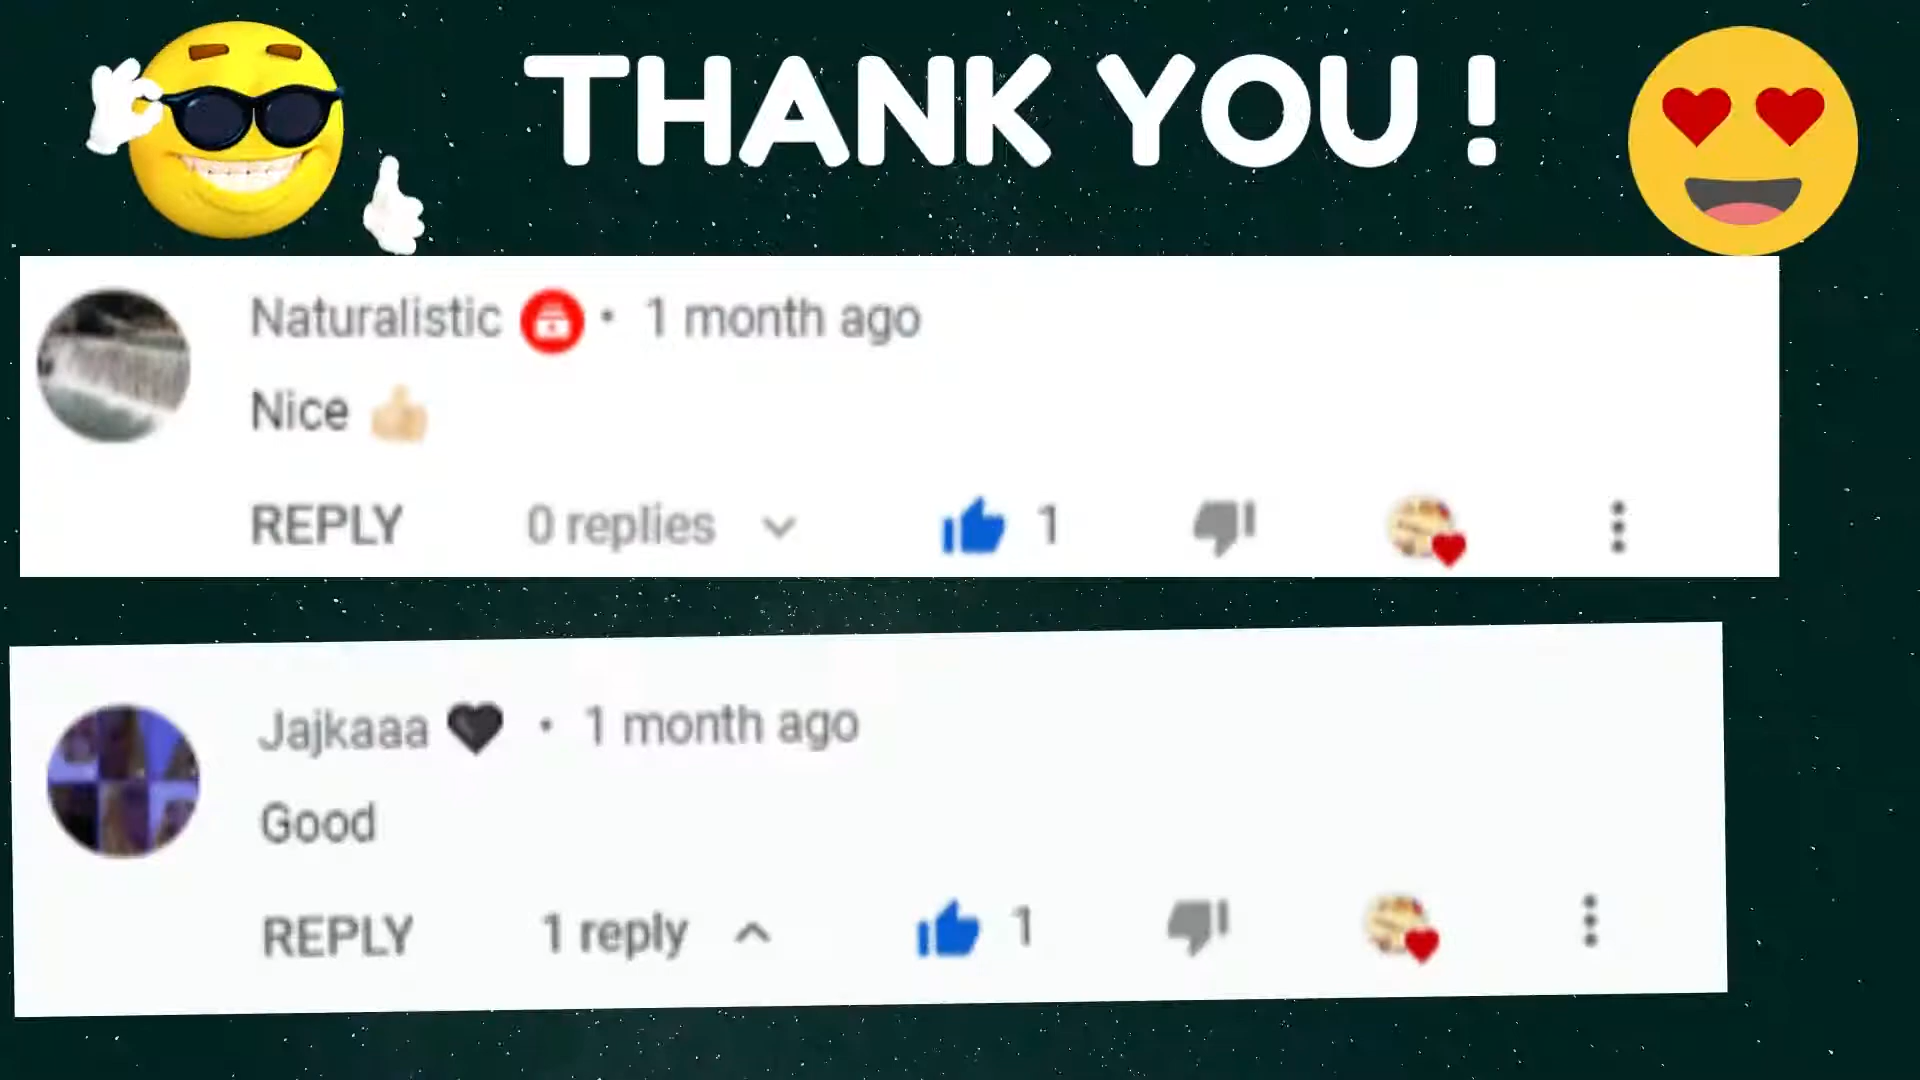 THANK YOU !
Naturalistic • 1 month ago
Nice 👍🏻
REPLY 0 replies 1
Jajkaaa 🖤 • 1 month ago
Good
REPLY 1 reply 1